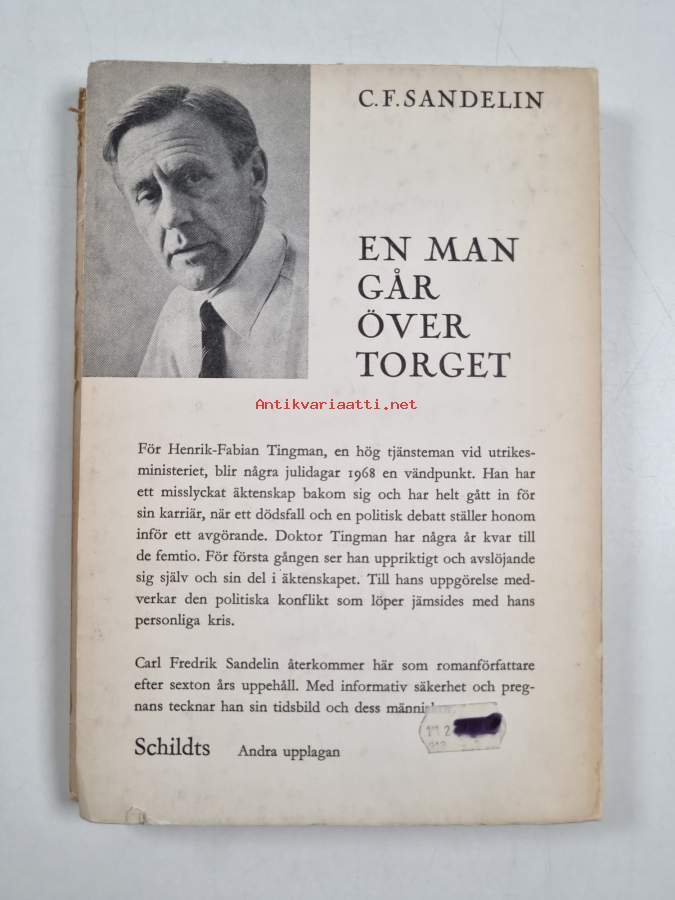 C. F. SANDELIN
EN MAN
GÅR
ÖVER
TORGET
Antikvariaatti.net
För Henrik-Fabian Tingman, en hög tjänsteman vid utrikes-
ministeriet, blir några julidagar 1968 en vändpunkt. Han har
ett misslyckat äktenskap bakom sig och har helt gått in för
sin karriär, när ett dödsfall och en politisk debatt ställer honom
inför ett avgörande. Doktor Tingman har några år kvar till
de femtio. För första gången ser han uppriktigt och avslöjande
sig själv och sin del i äktenskapet. Till hans uppgörelse med-
verkar den politiska konflikt som löper jämsides med hans
personliga kris.
Carl Fredrik Sandelin återkommer här som romanförfattare
efter sexton års uppehåll. Med informativ säkerhet och preg-
nans tecknar han sin tidsbild och dess
Schildts Andra upplagan